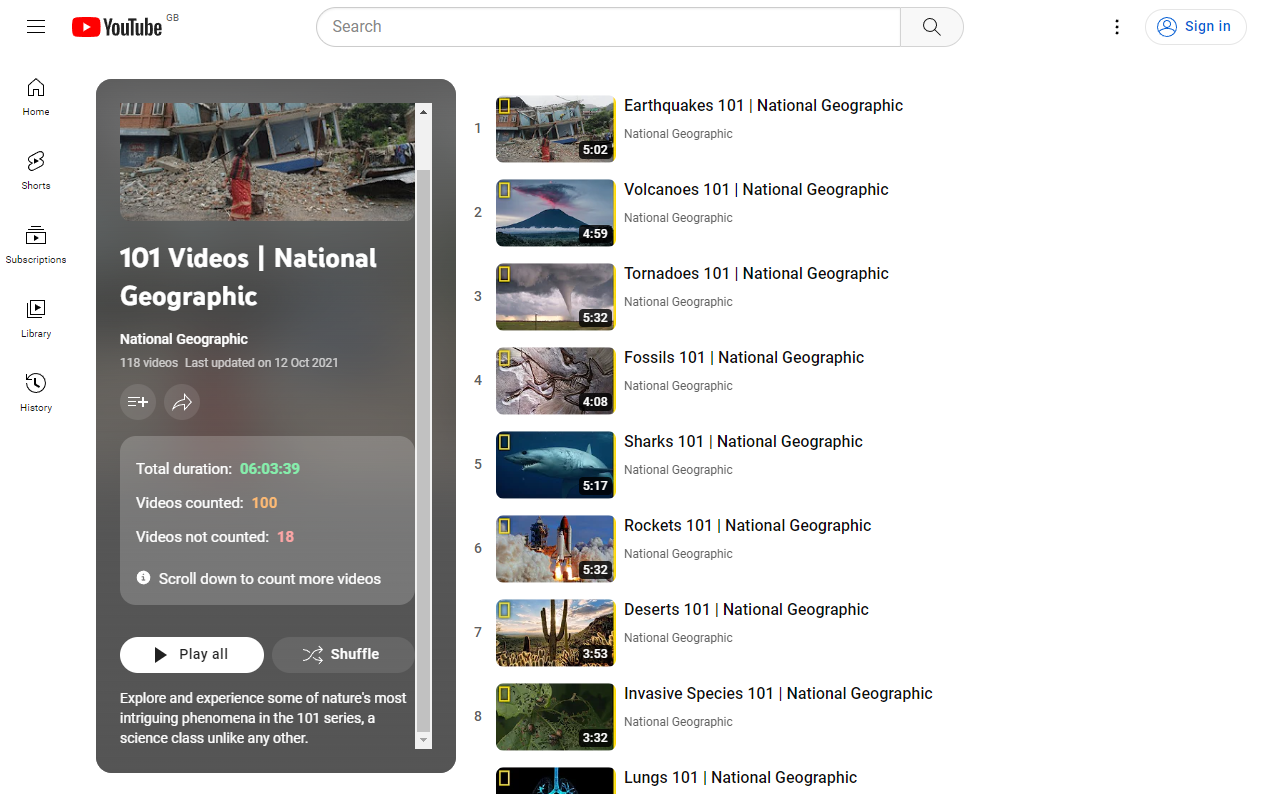 YouTube GB
Search
Sign in
Home
Shorts
Subscriptions
Library
History
101 Videos | National
Geographic
National Geographic
118 videos Last updated on 12 Oct 2021
Total duration: 06:03:39
Videos counted: 100
Videos not counted: 18
Scroll down to count more videos
Play all
Shuffle
Explore and experience some of nature's most
intriguing phenomena in the 101 series, a
science class unlike any other.
1
5:02
Earthquakes 101 | National Geographic
National Geographic
2
4:59
Volcanoes 101 | National Geographic
National Geographic
3
5:32
Tornadoes 101 | National Geographic
National Geographic
4
4:08
Fossils 101 | National Geographic
National Geographic
5
5:17
Sharks 101 | National Geographic
National Geographic
6
5:32
Rockets 101 | National Geographic
National Geographic
7
3:53
Deserts 101 | National Geographic
National Geographic
8
3:32
Invasive Species 101 | National Geographic
National Geographic
Lungs 101 | National Geographic